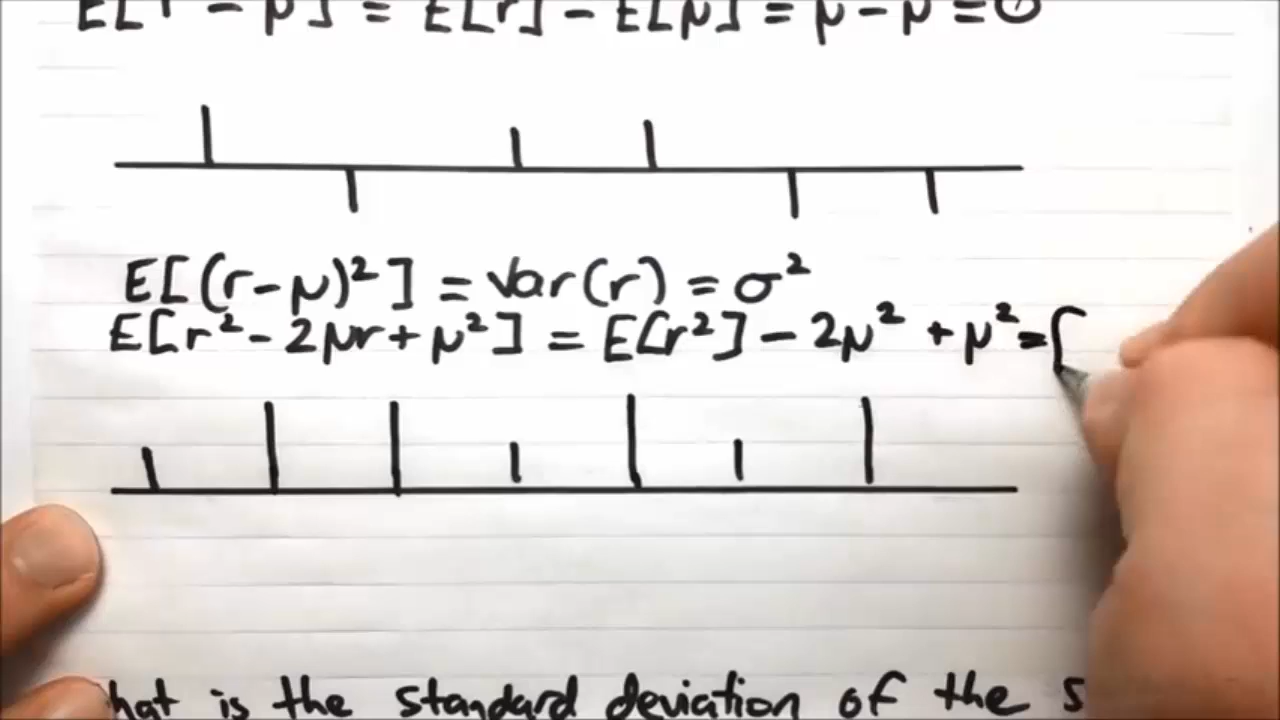 E[r - μ] = E[r] - E[μ] = μ - μ = 0
E[(r-μ)²] = Var(r) = σ²
E[r² - 2μr + μ²] = E[r²] - 2μ² + μ² =
hat is the standard deviation of the s